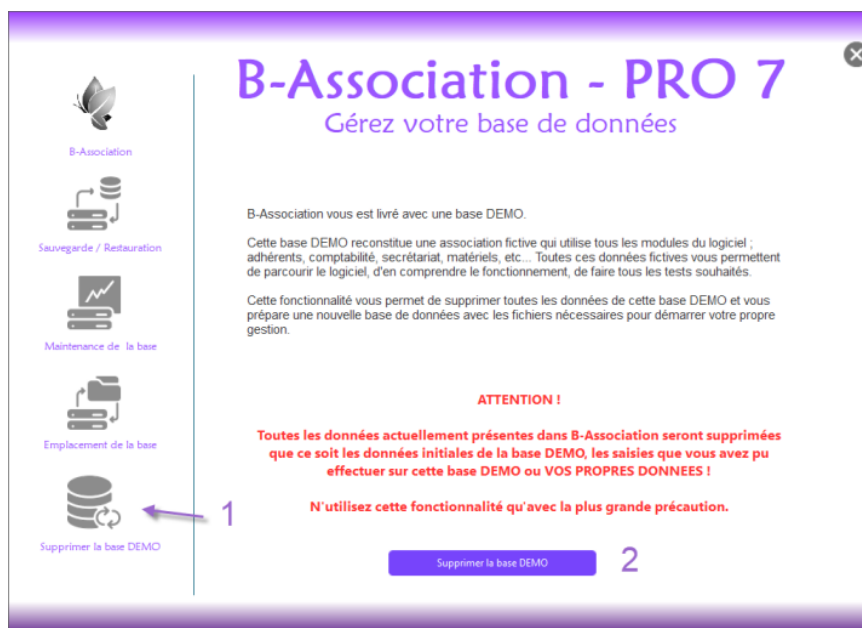 B-Association - PRO 7
Gérez votre base de données
B-Association
Sauvegarde / Restauration
Maintenance de la base
Emplacement de la base
Supprimer la base DEMO
1
B-Association vous est livré avec une base DEMO.
Cette base DEMO reconstitue une association fictive qui utilise tous les modules du logiciel ;
adhérents, comptabilité, secrétariat, matériels, etc... Toutes ces données fictives vous permettent
de parcourir le logiciel, d'en comprendre le fonctionnement, de faire tous les tests souhaités.
Cette fonctionnalité vous permet de supprimer toutes les données de cette base DEMO et vous
prépare une nouvelle base de données avec les fichiers nécessaires pour démarrer votre propre
gestion.
ATTENTION !
Toutes les données actuellement présentes dans B-Association seront supprimées
que ce soit les données initiales de la base DEMO, les saisies que vous avez pu
effectuer sur cette base DEMO ou VOS PROPRES DONNEES !
N'utilisez cette fonctionnalité qu'avec la plus grande précaution.
Supprimer la base DEMO
2